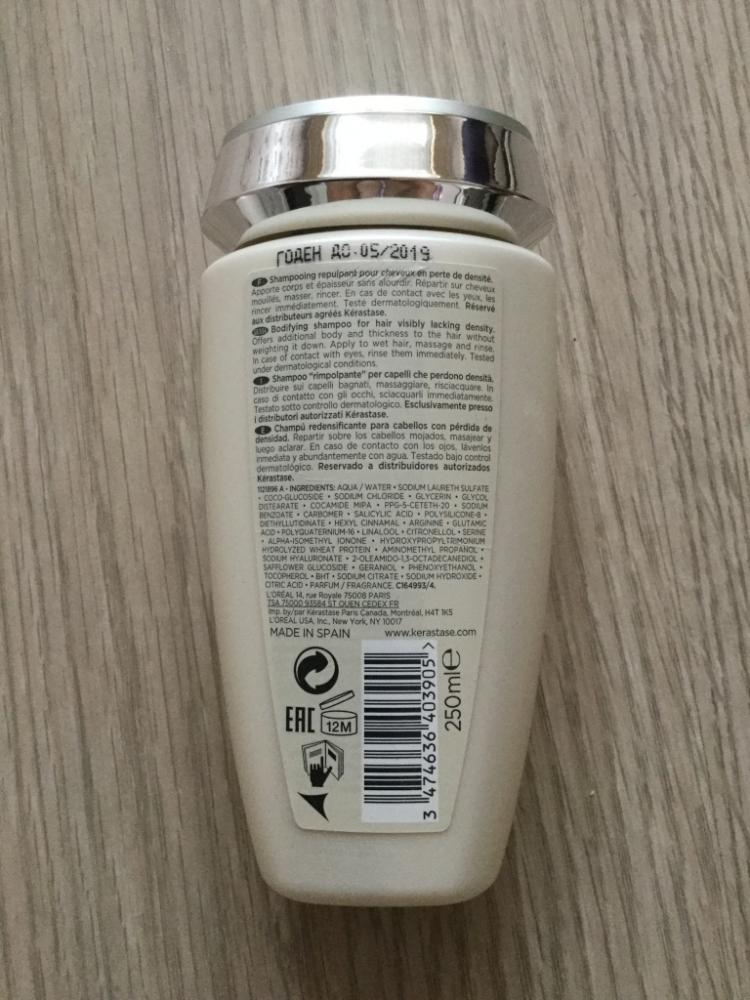 ГОДЕН ДО·05/2019
F Shampooing repulpant pour cheveux en perte de densité.
Apporte corps et épaisseur sans alourdir. Répartir sur cheveux
mouillés, masser, rincer. En cas de contact avec les yeux, les
rincer immédiatement. Testé dermatologiquement. Réservé
aux distributeurs agréés Kérastase.
Bodifying shampoo for hair visibly lacking density.
Offers additional body and thickness to the hair without
weighting it down. Apply to wet hair, massage and rinse.
In case of contact with eyes, rinse them immediately. Tested
under dermatological conditions.
I Shampoo "rimpolpante" per capelli che perdono densità.
Distribuire sui capelli bagnati, massaggiare, risciacquare. In
caso di contatto con gli occhi, sciacquarli immediatamente.
Testato sotto controllo dermatologico. Esclusivamente presso
i distributori autorizzati Kérastase.
E Champú redensificante para cabellos con pérdida de
densidad. Repartir sobre los cabellos mojados, masajear y
luego aclarar. En caso de contacto con los ojos, lávenlos
inmediata y abundantemente con agua. Testado bajo control
dermatológico. Reservado a distribuidores autorizados
Kérastase.
1121896 A • INGREDIENTS: AQUA / WATER • SODIUM LAURETH SULFATE
• COCO-GLUCOSIDE • SODIUM CHLORIDE • GLYCERIN • GLYCOL
DISTEARATE • COCAMIDE MIPA • PPG-5-CETETH-20 • SODIUM
BENZOATE • CARBOMER • SALICYLIC ACID • POLYSILICONE-8 •
DIETHYLLUTIDINATE • HEXYL CINNAMAL • ARGININE • GLUTAMIC
ACID • POLYQUATERNIUM-16 • LINALOOL • CITRONELLOL • SERINE
• ALPHA-ISOMETHYL IONONE • HYDROXYPROPYLTRIMONIUM
HYDROLYZED WHEAT PROTEIN • AMINOMETHYL PROPANOL •
SODIUM HYALURONATE • 2-OLEAMIDO-1,3-OCTADECANEDIOL •
SAFFLOWER GLUCOSIDE • GERANIOL • PHENOXYETHANOL •
TOCOPHEROL • BHT • SODIUM CITRATE • SODIUM HYDROXIDE •
CITRIC ACID • PARFUM / FRAGRANCE. C164993/4.
L'ORÉAL 14, rue Royale 75008 PARIS
TSA 75000 93584 ST OUEN CEDEX FR
Imp. by/par Kérastase Paris Canada, Montréal, H4T 1K5
L'ORÉAL USA, Inc., New York, NY 10017
MADE IN SPAIN www.kerastase.com
EAC 12M
3 474636 403905 >
250ml e